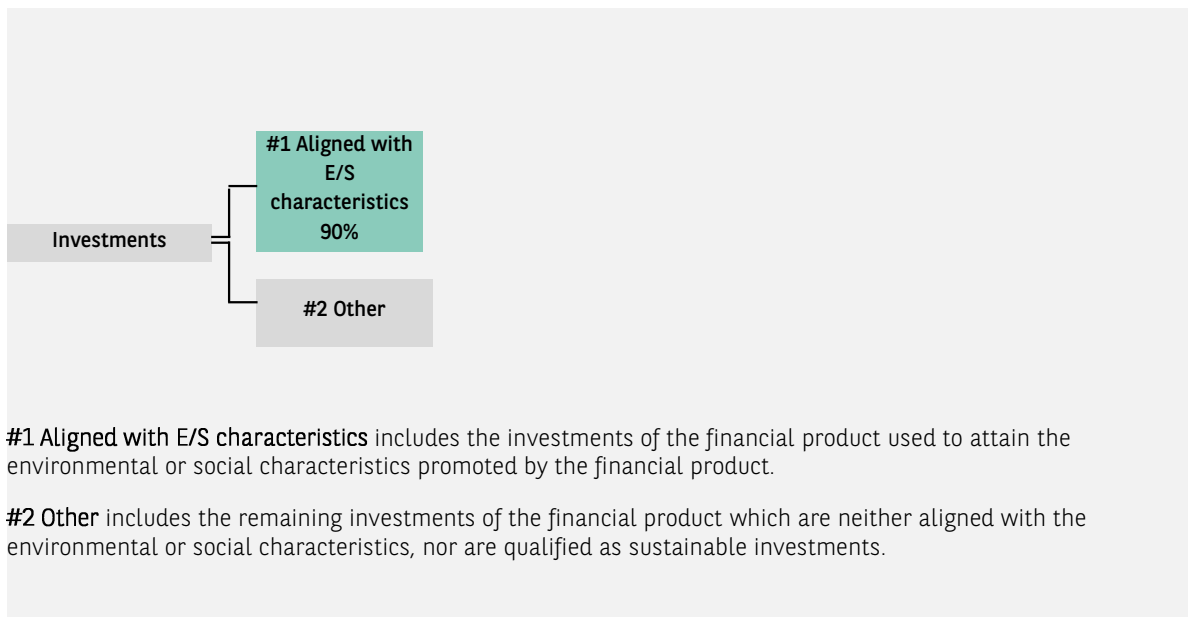 #1 Aligned with
E/S
characteristics
90%
Investments
#2 Other
#1 Aligned with E/S characteristics includes the investments of the financial product used to attain the
environmental or social characteristics promoted by the financial product.
#2 Other includes the remaining investments of the financial product which are neither aligned with the
environmental or social characteristics, nor are qualified as sustainable investments.